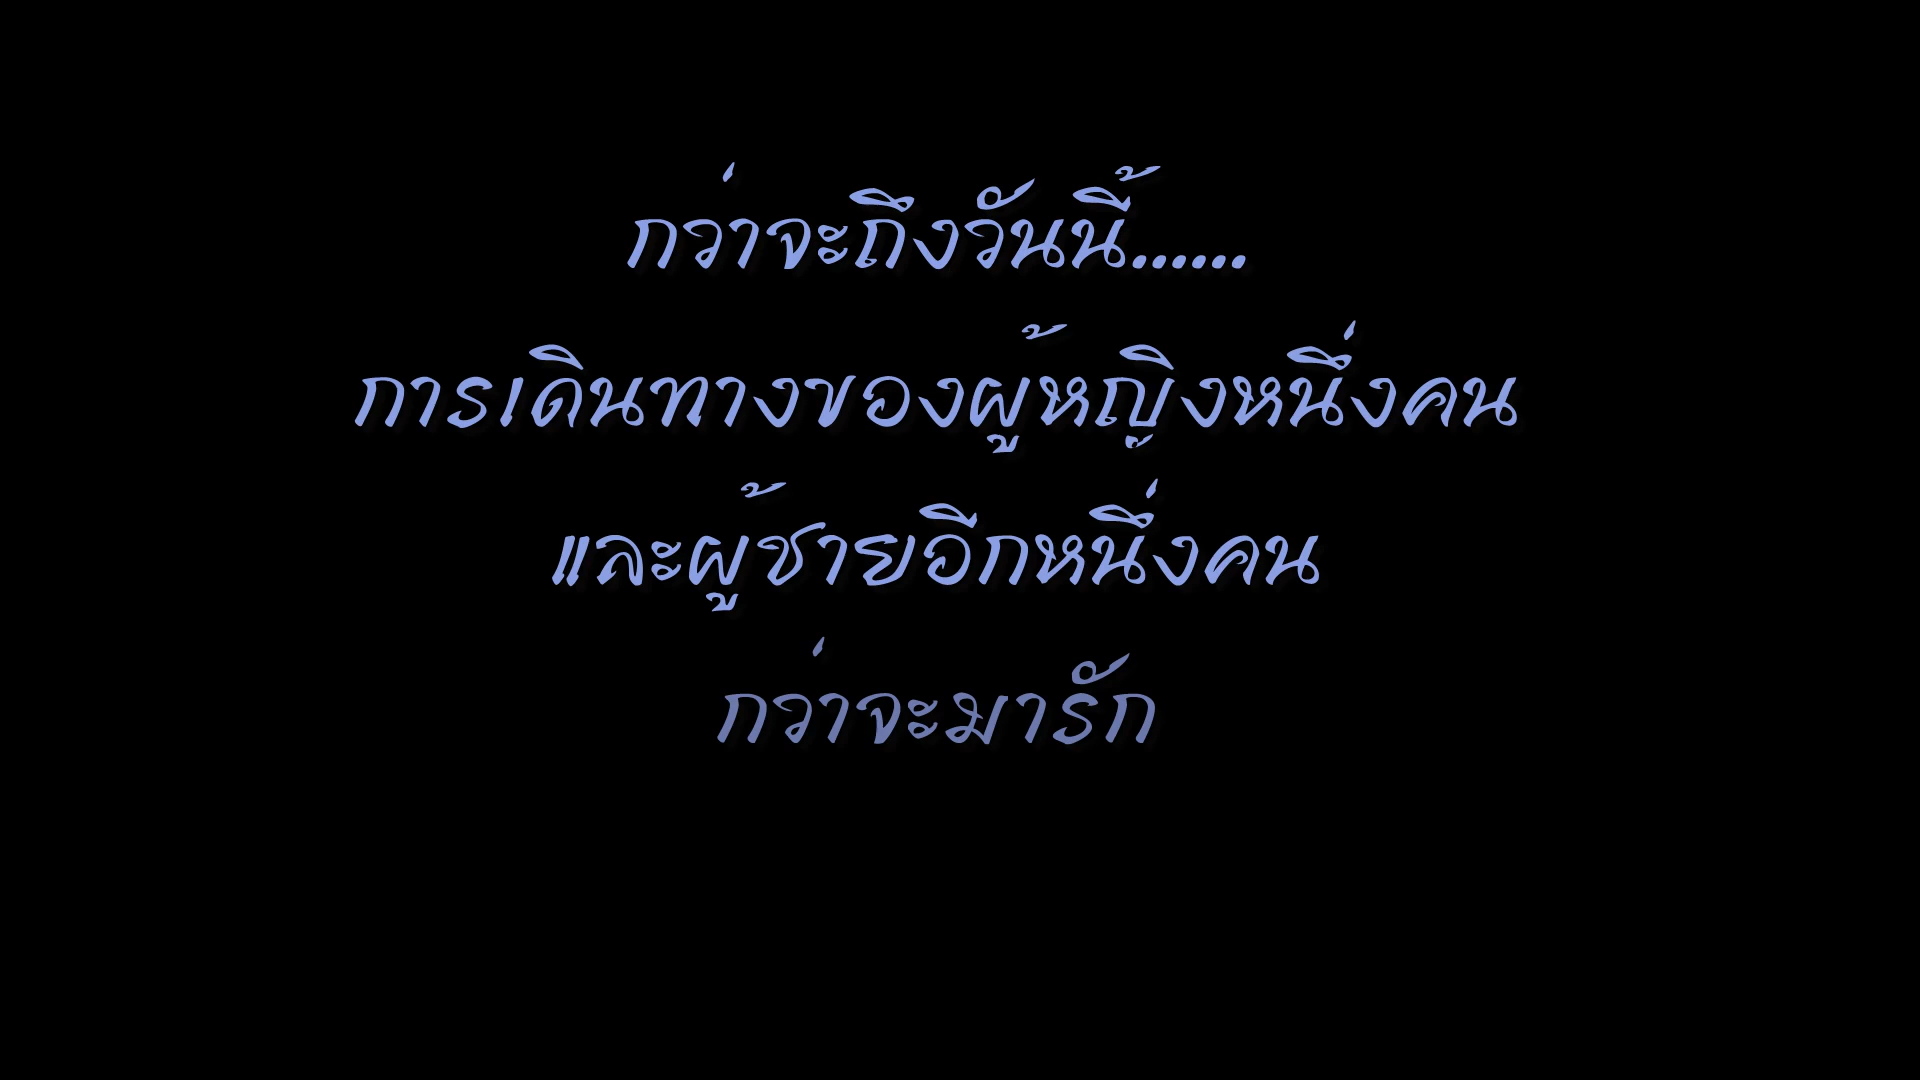 กว่าจะถึงวันนี้......
การเดินทางของผู้หญิงหนึ่งคน
และผู้ชายอีกหนึ่งคน
กว่าจะมารัก